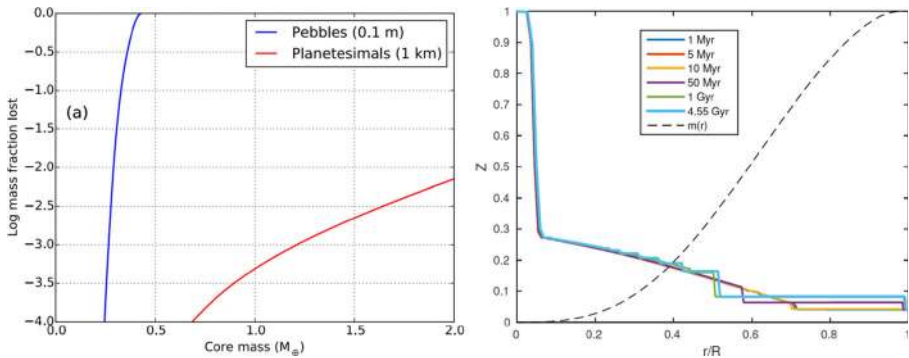 0.0
−0.5
−1.0
−1.5
−2.0
−2.5
−3.0
−3.5
−4.0
Log mass fraction lost
(a)
Pebbles (0.1 m)
Planetesimals (1 km)
0.0 0.5 1.0 1.5 2.0
Core mass (M⊕)
1
0.9
0.8
0.7
0.6
0.5
0.4
0.3
0.2
0.1
0
Z
1 Myr
5 Myr
10 Myr
50 Myr
1 Gyr
4.55 Gyr
m(r)
0 0.2 0.4 0.6 0.8 1
r/R